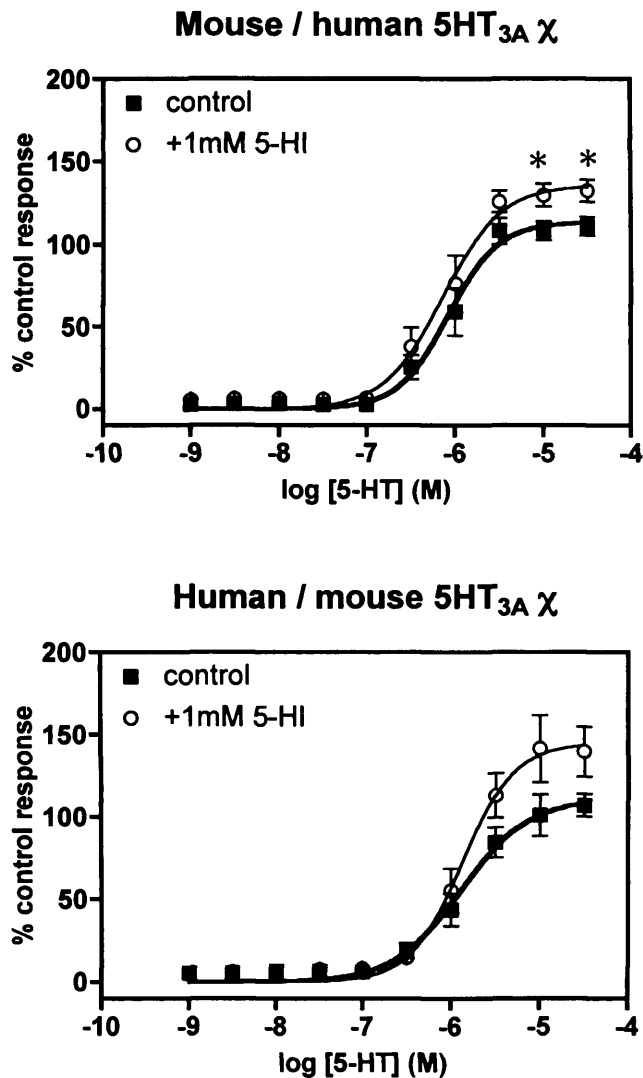 Mouse / human 5HT3A χ
200
150
100
50
0
% control response
control
+1mM 5-HI
*
*
-10
-9
-8
-7
-6
-5
-4
log [5-HT] (M)
Human / mouse 5HT3A χ
200
150
100
50
0
% control response
control
+1mM 5-HI
-10
-9
-8
-7
-6
-5
-4
log [5-HT] (M)